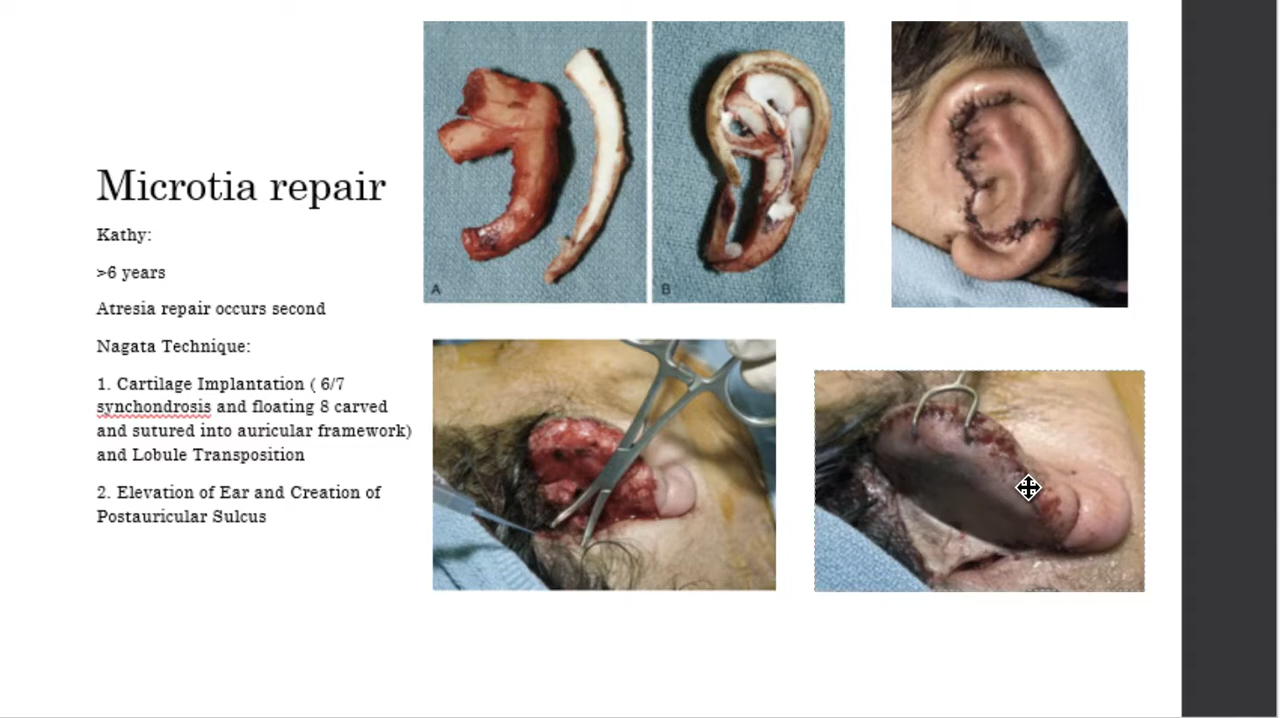 Microtia repair
Kathy:
>6 years
Atresia repair occurs second
Nagata Technique:
1. Cartilage Implantation ( 6/7
synchondrosis and floating 8 carved
and sutured into auricular framework)
and Lobule Transposition
2. Elevation of Ear and Creation of
Postauricular Sulcus
A
B